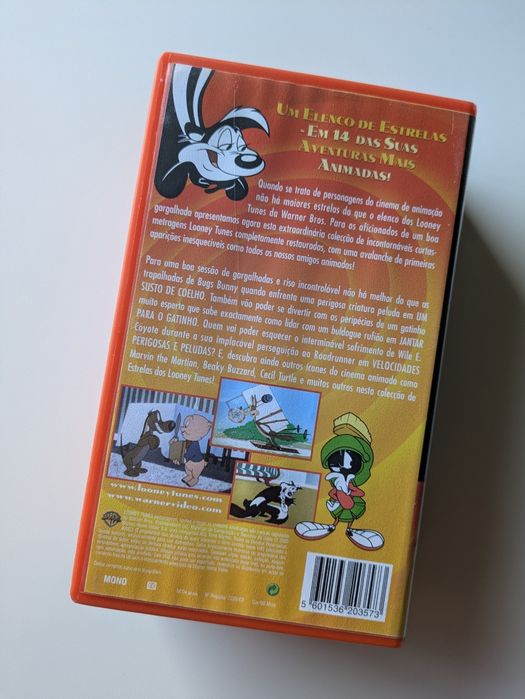 UM ELENCO DE ESTRELAS
- EM 14 DAS SUAS
AVENTURAS MAIS
ANIMADAS!
Quando se trata de personagens do cinema de animação
não há maiores estrelas do que o elenco dos Looney
Tunes da Warner Bros. Para os aficionados de um boa
gargalhada apresentamos agora esta extraordinária colecção de incontornáveis curtas-
metragens Looney Tunes completamente restaurados, com uma avalanche de primeiras
aparições inesquecíveis como todos os nossos amigos animados!
Para uma boa sessão de gargalhadas e riso incontrolável não há melhor do que as
trapalhadas de Bugs Bunny quando enfrenta uma perigosa criatura peluda em UM
SUSTO DE COELHO. Também vão poder se divertir com os peripécias de um gatinho
muito esperto que sabe exactamente como lidar com um buldogue rufião em JANTAR
PARA O GATINHO. Quem vai poder esquecer o interminável sofrimento de Wile E.
Coyote durante a sua implacável perseguição ao Roadrunner em VELOCIDADES
PERIGOSAS E PELUDAS? E, descubra ainda outros ícones do cinema animado como
Marvin the Martian, Beaky Buzzard, Cecil Turtle e muitos outros nesta colecção de
Estrelas dos Looney Tunes!
www.looneytunes.com
www.warnervideo.com
MONO
5 601536 203573